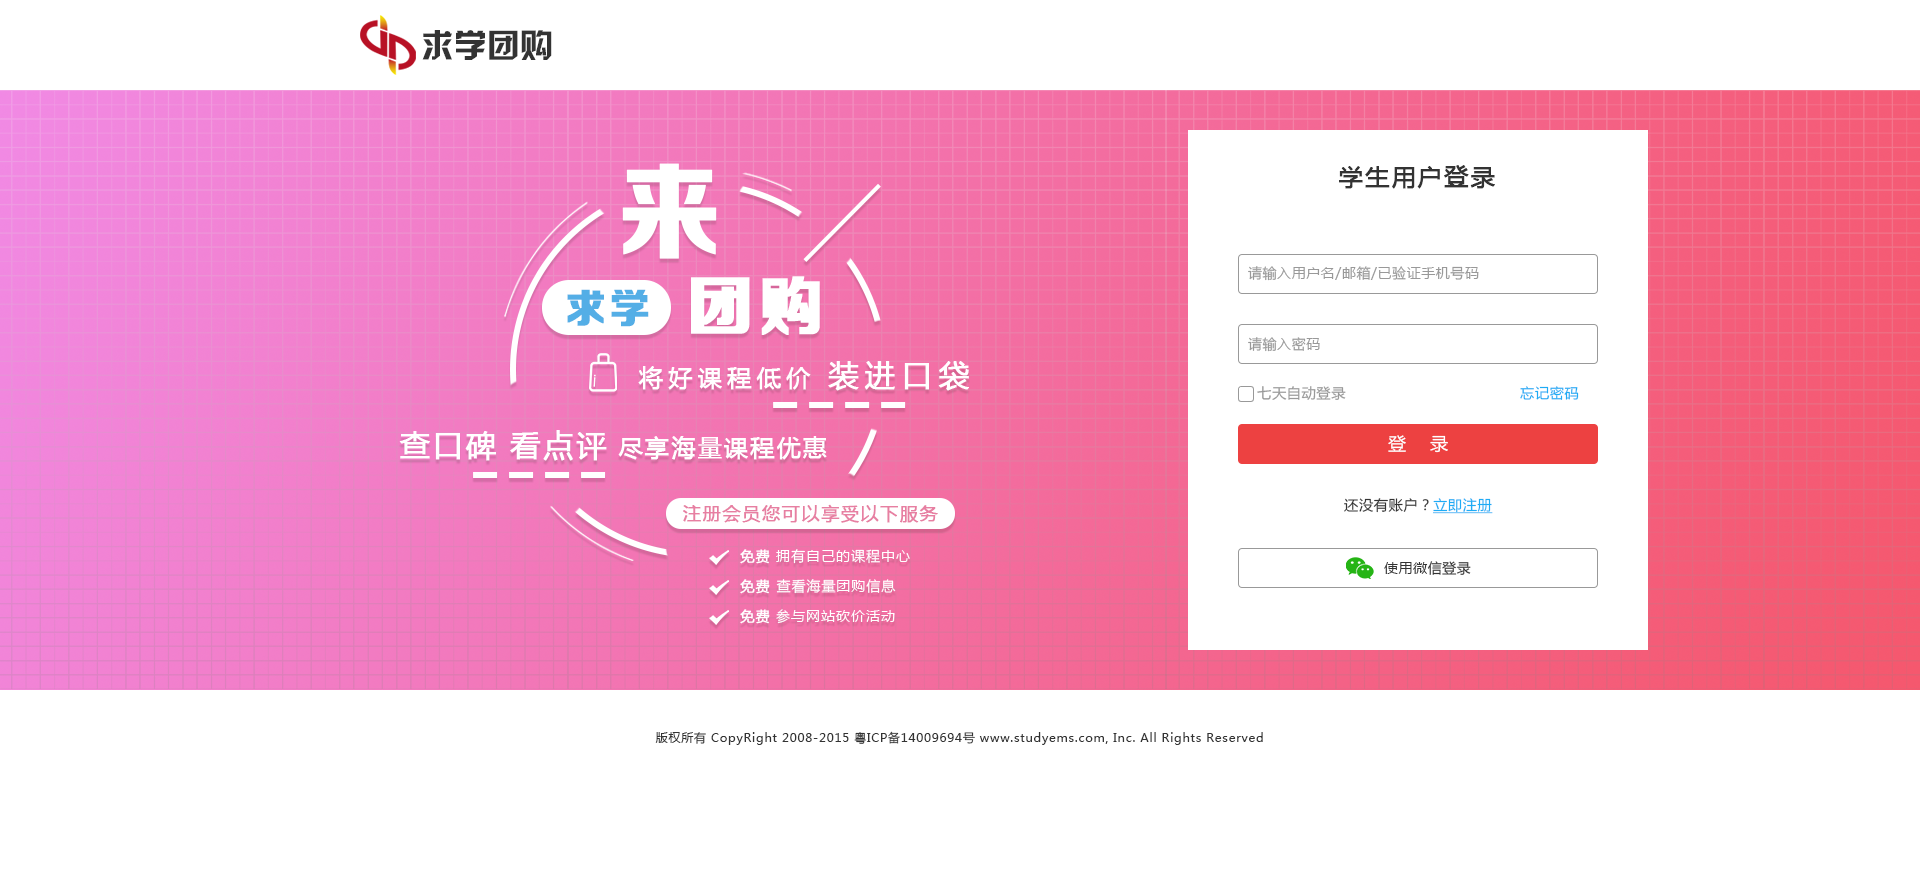 求学团购
来
求学 团购
将好课程低价 装进口袋
查口碑 看点评 尽享海量课程优惠
注册会员您可以享受以下服务
免费 拥有自己的课程中心
免费 查看海量团购信息
免费 参与网站砍价活动
学生用户登录
请输入用户名/邮箱/已验证手机号码
请输入密码
七天自动登录 忘记密码
登 录
还没有账户？立即注册
使用微信登录
版权所有 CopyRight 2008-2015 粤ICP备14009694号 www.studyems.com, Inc. All Rights Reserved